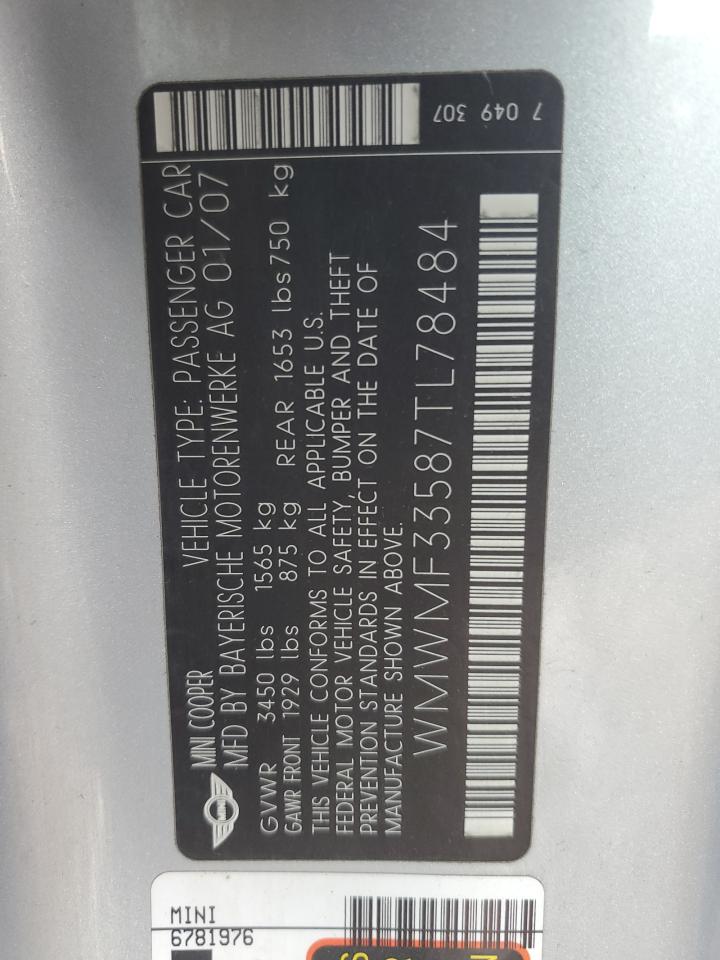 7 049 307
MINI
MINI COOPER VEHICLE TYPE: PASSENGER CAR
MFD BY BAYERISCHE MOTORENWERKE AG 01/07
GVWR 3450 lbs 1565 kg
GAWR FRONT 1929 lbs 875 kg REAR 1653 lbs 750 kg
THIS VEHICLE CONFORMS TO ALL APPLICABLE U.S.
FEDERAL MOTOR VEHICLE SAFETY, BUMPER AND THEFT
PREVENTION STANDARDS IN EFFECT ON THE DATE OF
MANUFACTURE SHOWN ABOVE.
WMWMF33587TL78484
MINI
6781976